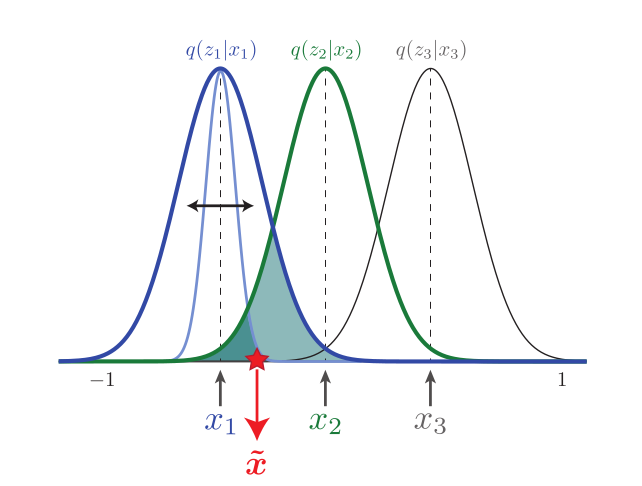 q(z₁|x₁) q(z₂|x₂) q(z₃|x₃)
−1 1
x₁ x₂ x₃
x̃